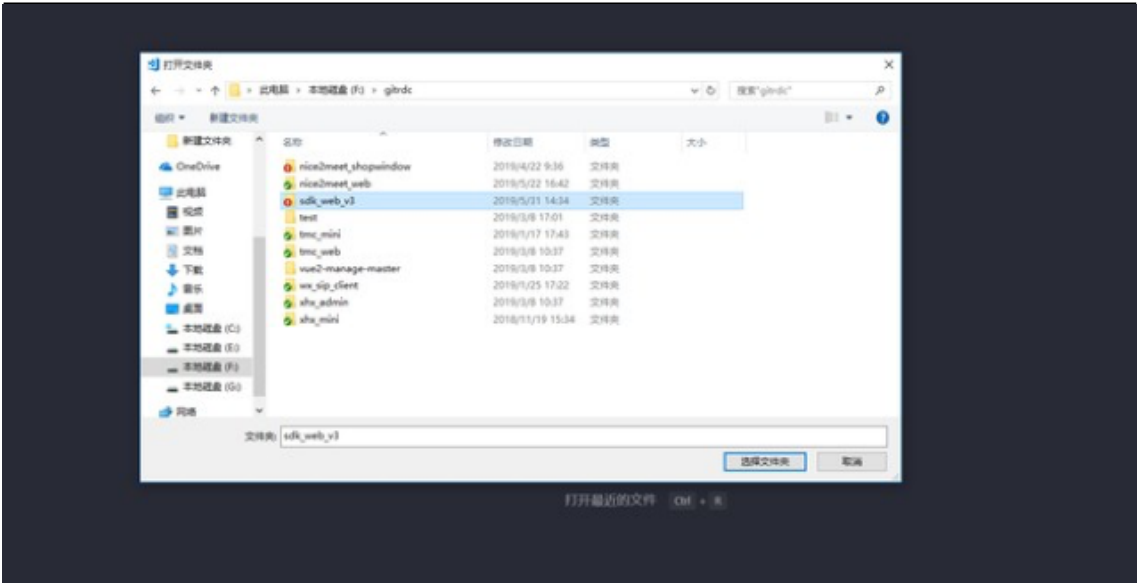 打开文件夹
此电脑 › 本地磁盘 (F:) › gitrdc
搜索"gitrdc"
组织 新建文件夹
新建文件夹
OneDrive
此电脑
视频
图片
文档
下载
音乐
桌面
本地磁盘 (C:)
本地磁盘 (E:)
本地磁盘 (F:)
本地磁盘 (G:)
网络
名称 修改日期 类型 大小
nice2meet_shopwindow 2019/4/22 9:36 文件夹
nice2meet_web 2019/5/22 16:42 文件夹
sdk_web_v3 2019/5/21 14:34 文件夹
test 2019/3/8 17:01 文件夹
tmc_mini 2019/1/17 17:43 文件夹
tmc_web 2019/3/8 10:37 文件夹
vue2-manage-master 2019/3/8 10:37 文件夹
wx_sip_client 2019/1/25 17:22 文件夹
xhx_admin 2019/3/8 10:37 文件夹
xhx_mini 2018/11/19 15:34 文件夹
文件夹: sdk_web_v3
选择文件夹 取消
打开最近的文件 Ctrl + R